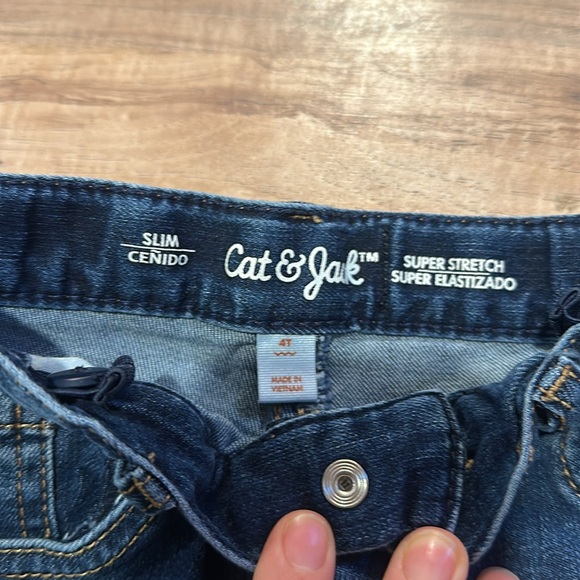 SLIM
CEÑIDO
Cat & Jack™
SUPER STRETCH
SUPER ELASTIZADO
4T
MADE IN
VIETNAM